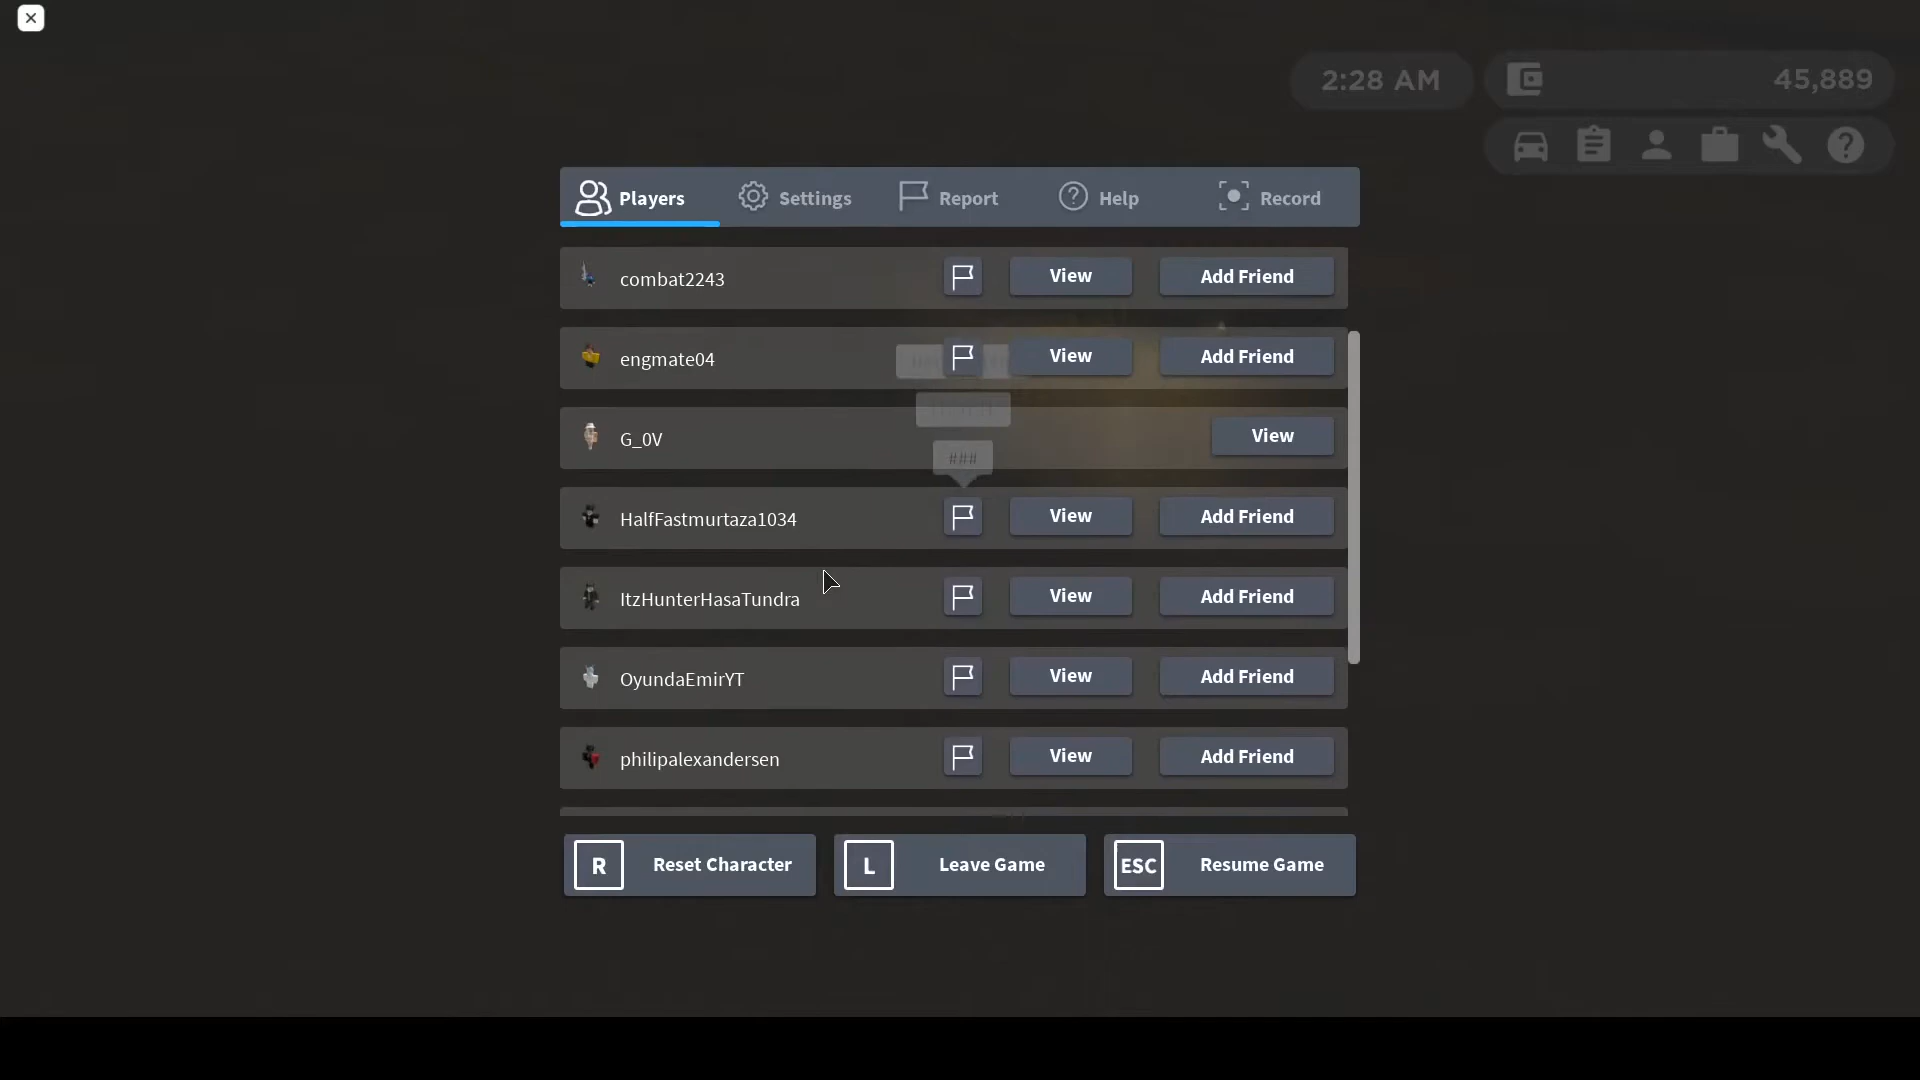 2:28 AM
45,889
Players
Settings
Report
Help
Record
combat2243
View
Add Friend
engmate04
View
Add Friend
G_0V
View
###
HalfFastmurtaza1034
View
Add Friend
ItzHunterHasaTundra
View
Add Friend
OyundaEmirYT
View
Add Friend
philipalexandersen
View
Add Friend
R Reset Character
L Leave Game
ESC Resume Game